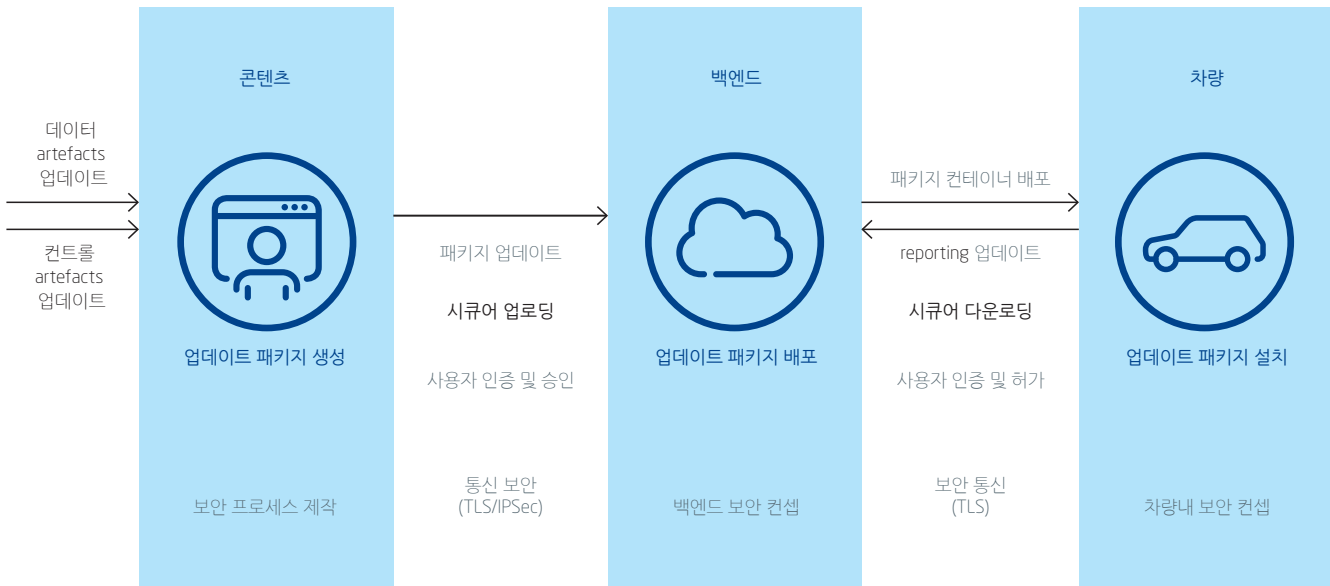 콘텐츠
백엔드
차량
데이터
artefacts
업데이트
컨트롤
artefacts
업데이트
업데이트 패키지 생성
보안 프로세스 제작
패키지 업데이트
시큐어 업로딩
사용자 인증 및 승인
통신 보안
(TLS/IPSec)
업데이트 패키지 배포
백엔드 보안 컨셉
패키지 컨테이너 배포
reporting 업데이트
시큐어 다운로딩
사용자 인증 및 허가
보안 통신
(TLS)
업데이트 패키지 설치
차량내 보안 컨셉